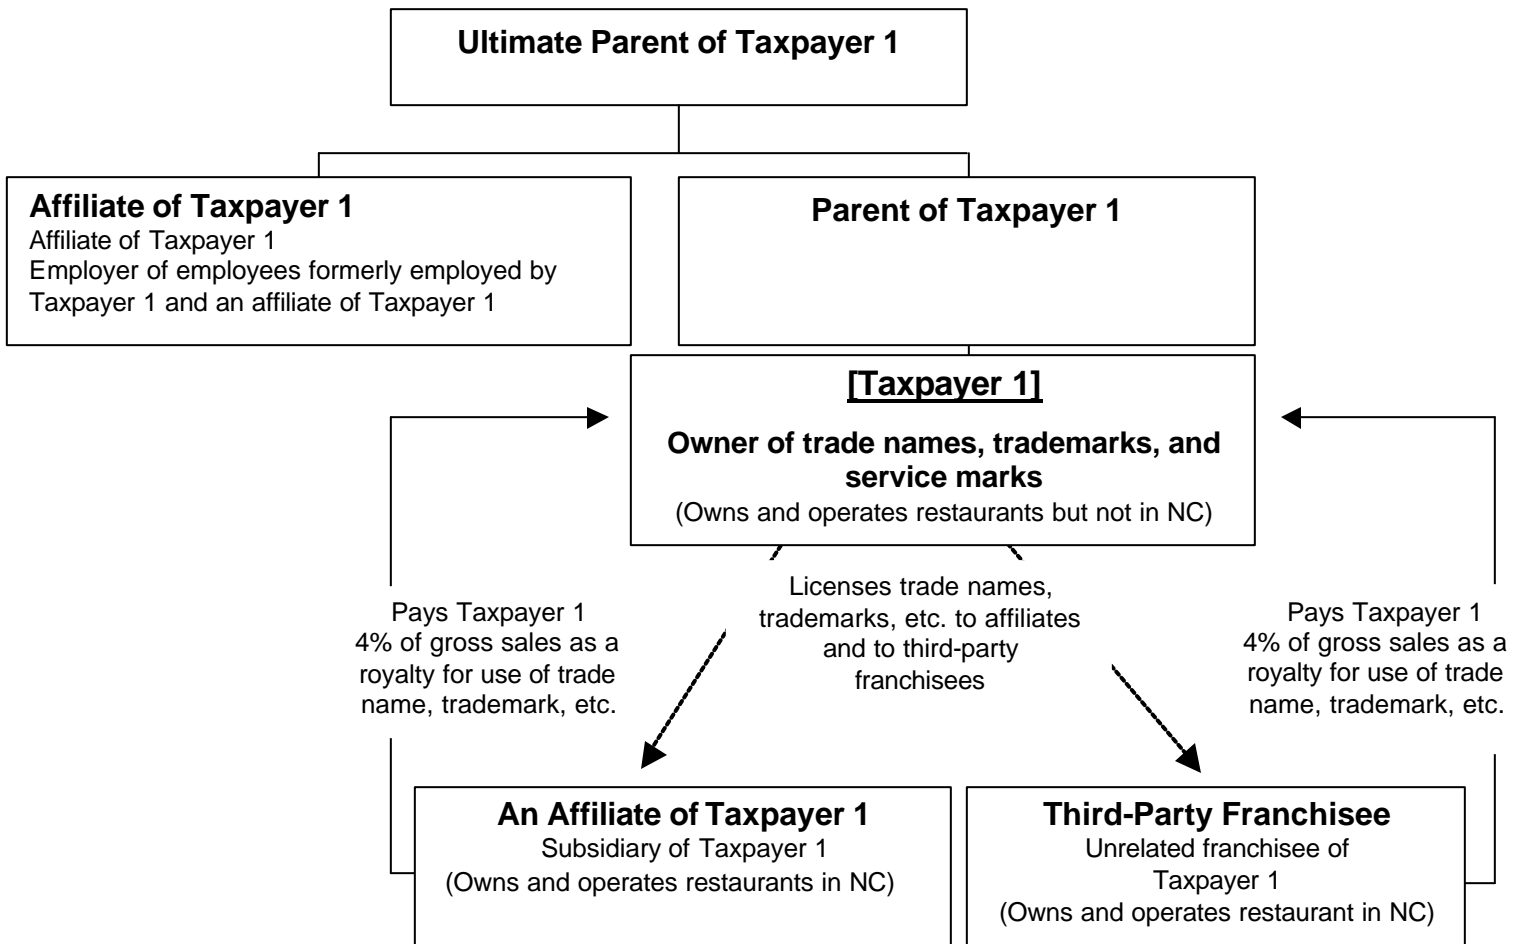 Ultimate Parent of Taxpayer 1
Affiliate of Taxpayer 1
Affiliate of Taxpayer 1
Employer of employees formerly employed by
Taxpayer 1 and an affiliate of Taxpayer 1
Parent of Taxpayer 1
[Taxpayer 1]
Owner of trade names, trademarks, and
service marks
(Owns and operates restaurants but not in NC)
Pays Taxpayer 1
4% of gross sales as a
royalty for use of trade
name, trademark, etc.
Licenses trade names,
trademarks, etc. to affiliates
and to third-party
franchisees
Pays Taxpayer 1
4% of gross sales as a
royalty for use of trade
name, trademark, etc.
An Affiliate of Taxpayer 1
Subsidiary of Taxpayer 1
(Owns and operates restaurants in NC)
Third-Party Franchisee
Unrelated franchisee of
Taxpayer 1
(Owns and operates restaurant in NC)